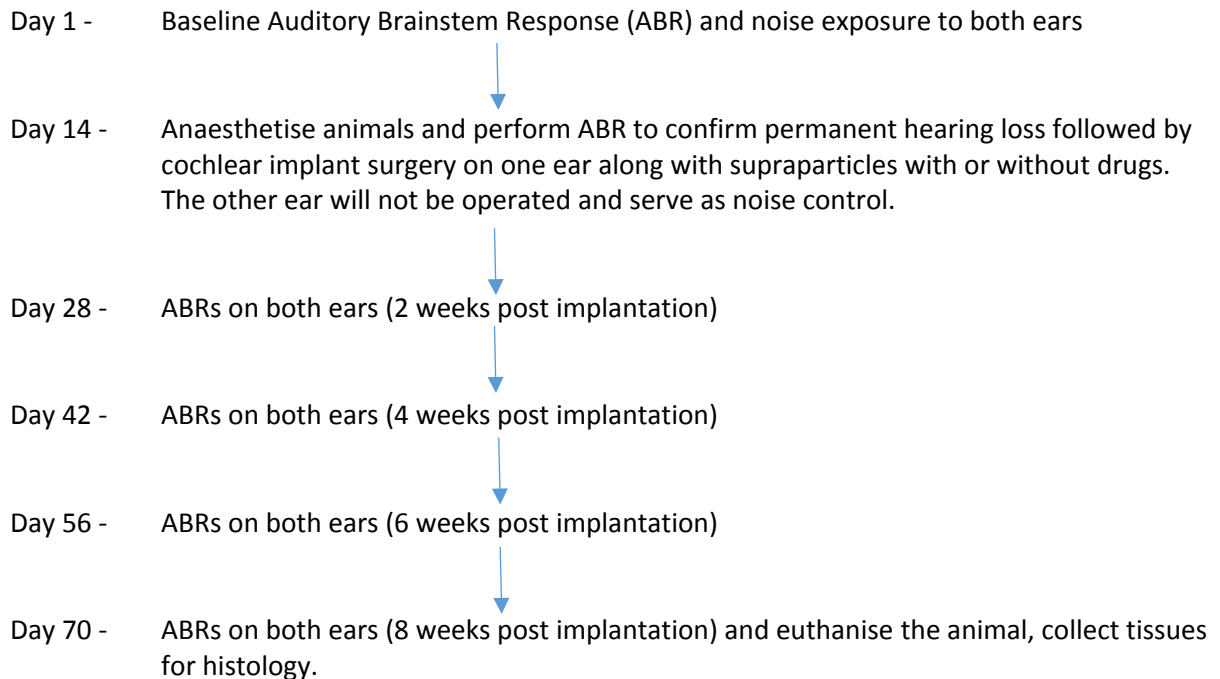 Day 1 - Baseline Auditory Brainstem Response (ABR) and noise exposure to both ears
Day 14 - Anaesthetise animals and perform ABR to confirm permanent hearing loss followed by
cochlear implant surgery on one ear along with supraparticles with or without drugs.
The other ear will not be operated and serve as noise control.
Day 28 - ABRs on both ears (2 weeks post implantation)
Day 42 - ABRs on both ears (4 weeks post implantation)
Day 56 - ABRs on both ears (6 weeks post implantation)
Day 70 - ABRs on both ears (8 weeks post implantation) and euthanise the animal, collect tissues
for histology.